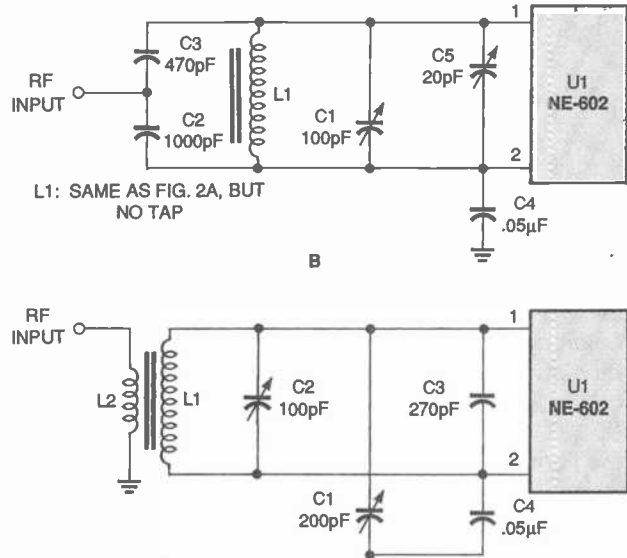 C3
470pF
RF
INPUT
C2
1000pF
L1
C1
100pF
C5
20pF
1
2
U1
NE-602
L1: SAME AS FIG. 2A, BUT
NO TAP
C4
.05µF
B
RF
INPUT
L2
L1
C2
100pF
C1
200pF
C3
270pF
1
2
U1
NE-602
C4
.05µF